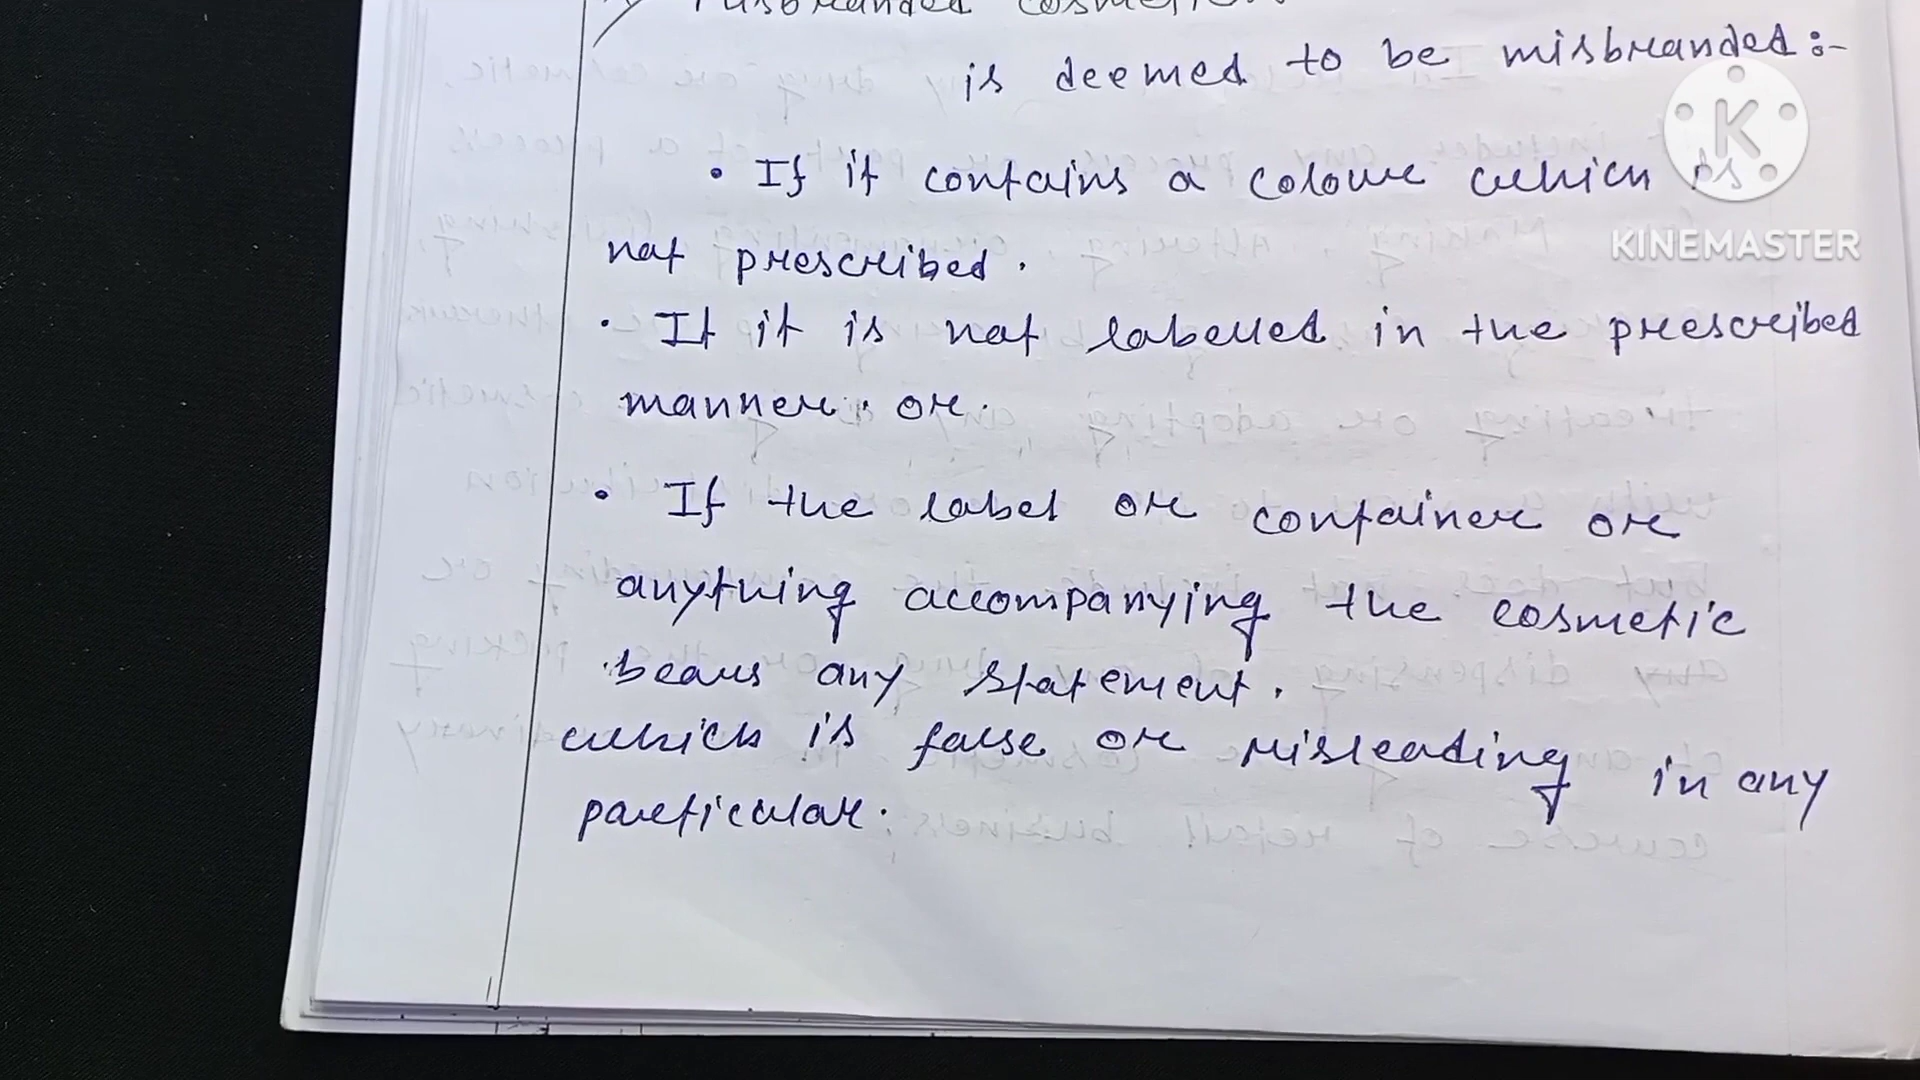 Misbranded cosmetics
is deemed to be misbranded:-
• If it contains a colour which is
not prescribed.
• If it is not labelled in the prescribed
manner. or.
• If the label or container or
anything accompanying the cosmetic
bears any statement.
which is false or misleading in any
particular.
KINEMASTER